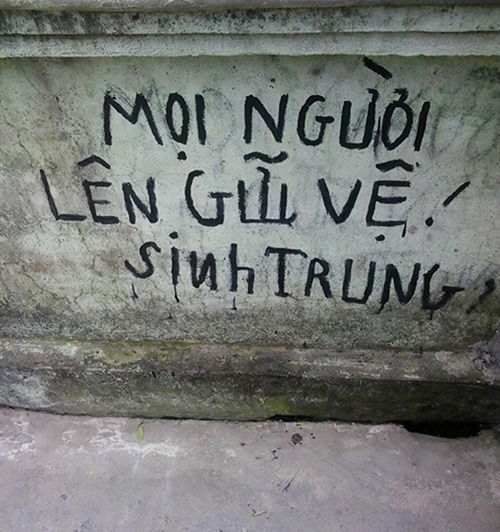 MỌI NGƯỜI
LÊN GIỮ VỆ!
sinh TRUNG,